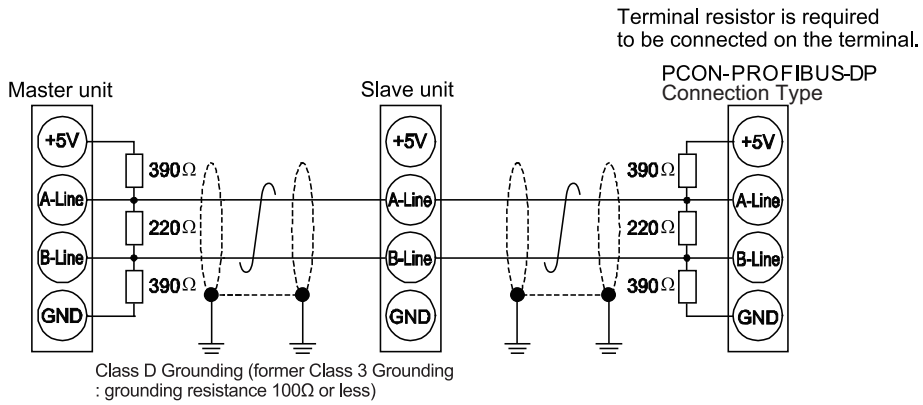 Terminal resistor is required
to be connected on the terminal.
PCON-PROFIBUS-DP
Connection Type
Master unit
Slave unit
+5V
+5V
+5V
390Ω
390Ω
A-Line
A-Line
A-Line
220Ω
220Ω
B-Line
B-Line
B-Line
390Ω
390Ω
GND
GND
GND
Class D Grounding (former Class 3 Grounding
: grounding resistance 100Ω or less)